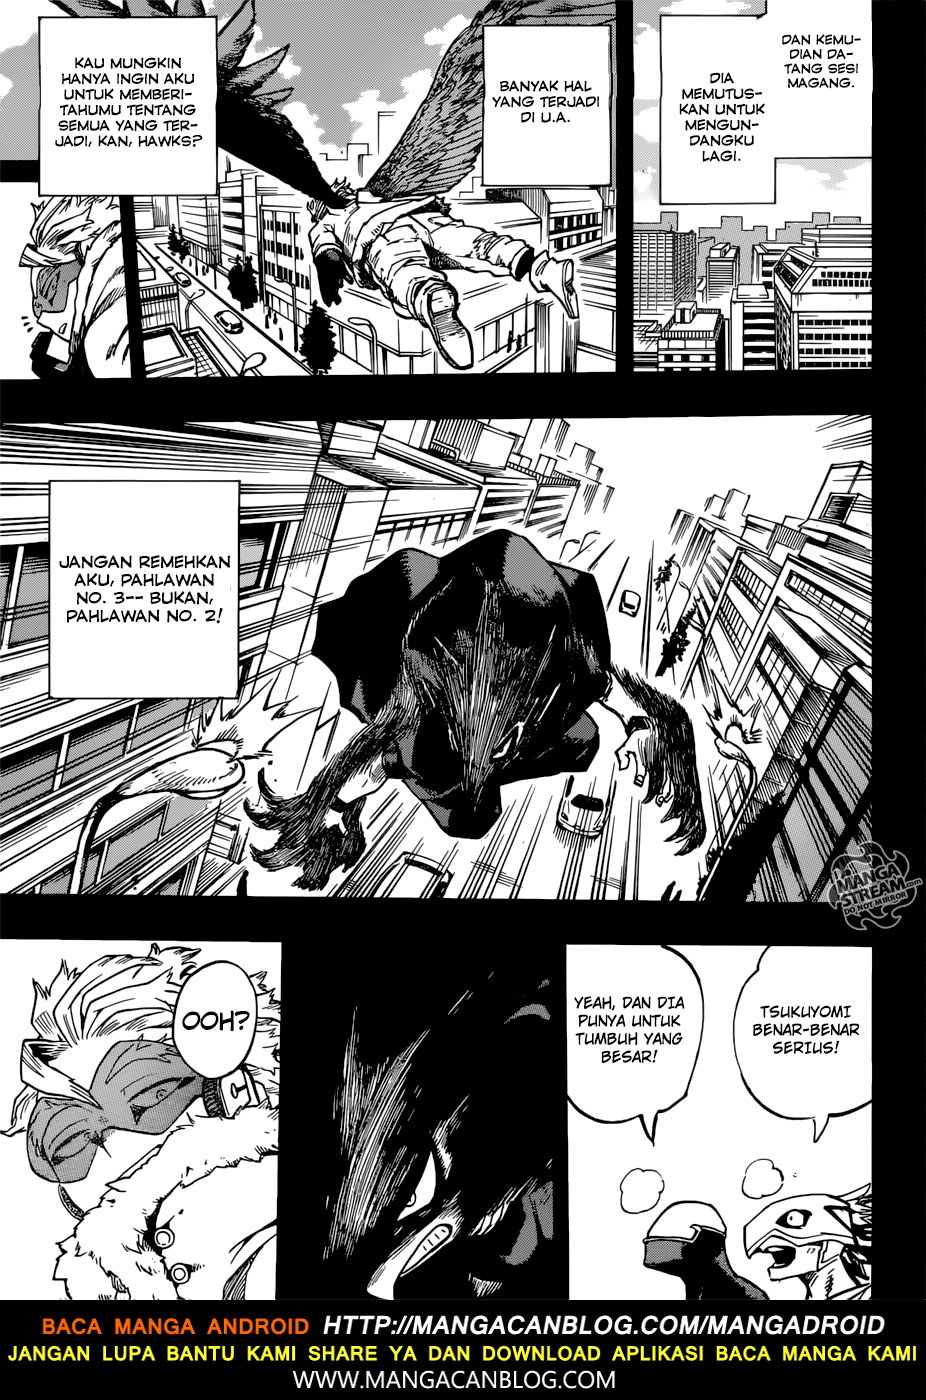 DAN KEMU-
DIAN DA-
TANG SESI
MAGANG.
DIA
MEMUTUS-
KAN UNTUK
MENGUN-
DANGKU
LAGI.
BANYAK HAL
YANG TERJADI
DI U.A.
KAU MUNGKIN
HANYA INGIN AKU
UNTUK MEMBERI-
TAHUMU TENTANG
SEMUA YANG TER-
JADI, KAN, HAWKS?
JANGAN REMEHKAN
AKU, PAHLAWAN
NO. 3-- BUKAN,
PAHLAWAN NO. 2!
MANGA
STREAM.com
DO NOT MIRROR
TSUKUYOMI
BENAR-BENAR
SERIUS!
YEAH, DAN DIA
PUNYA UNTUK
TUMBUH YANG
BESAR!
OOH?
BACA MANGA ANDROID HTTP://MANGACANBLOG.COM/MANGADROID
JANGAN LUPA BANTU KAMI SHARE YA DAN DOWNLOAD APLIKASI BACA MANGA KAMI
WWW.MANGACANBLOG.COM